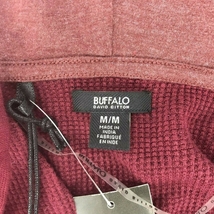 BUFFALO
DAVID BITTON
M/M
MADE IN
INDIA
FABRIQUÉ
EN INDE